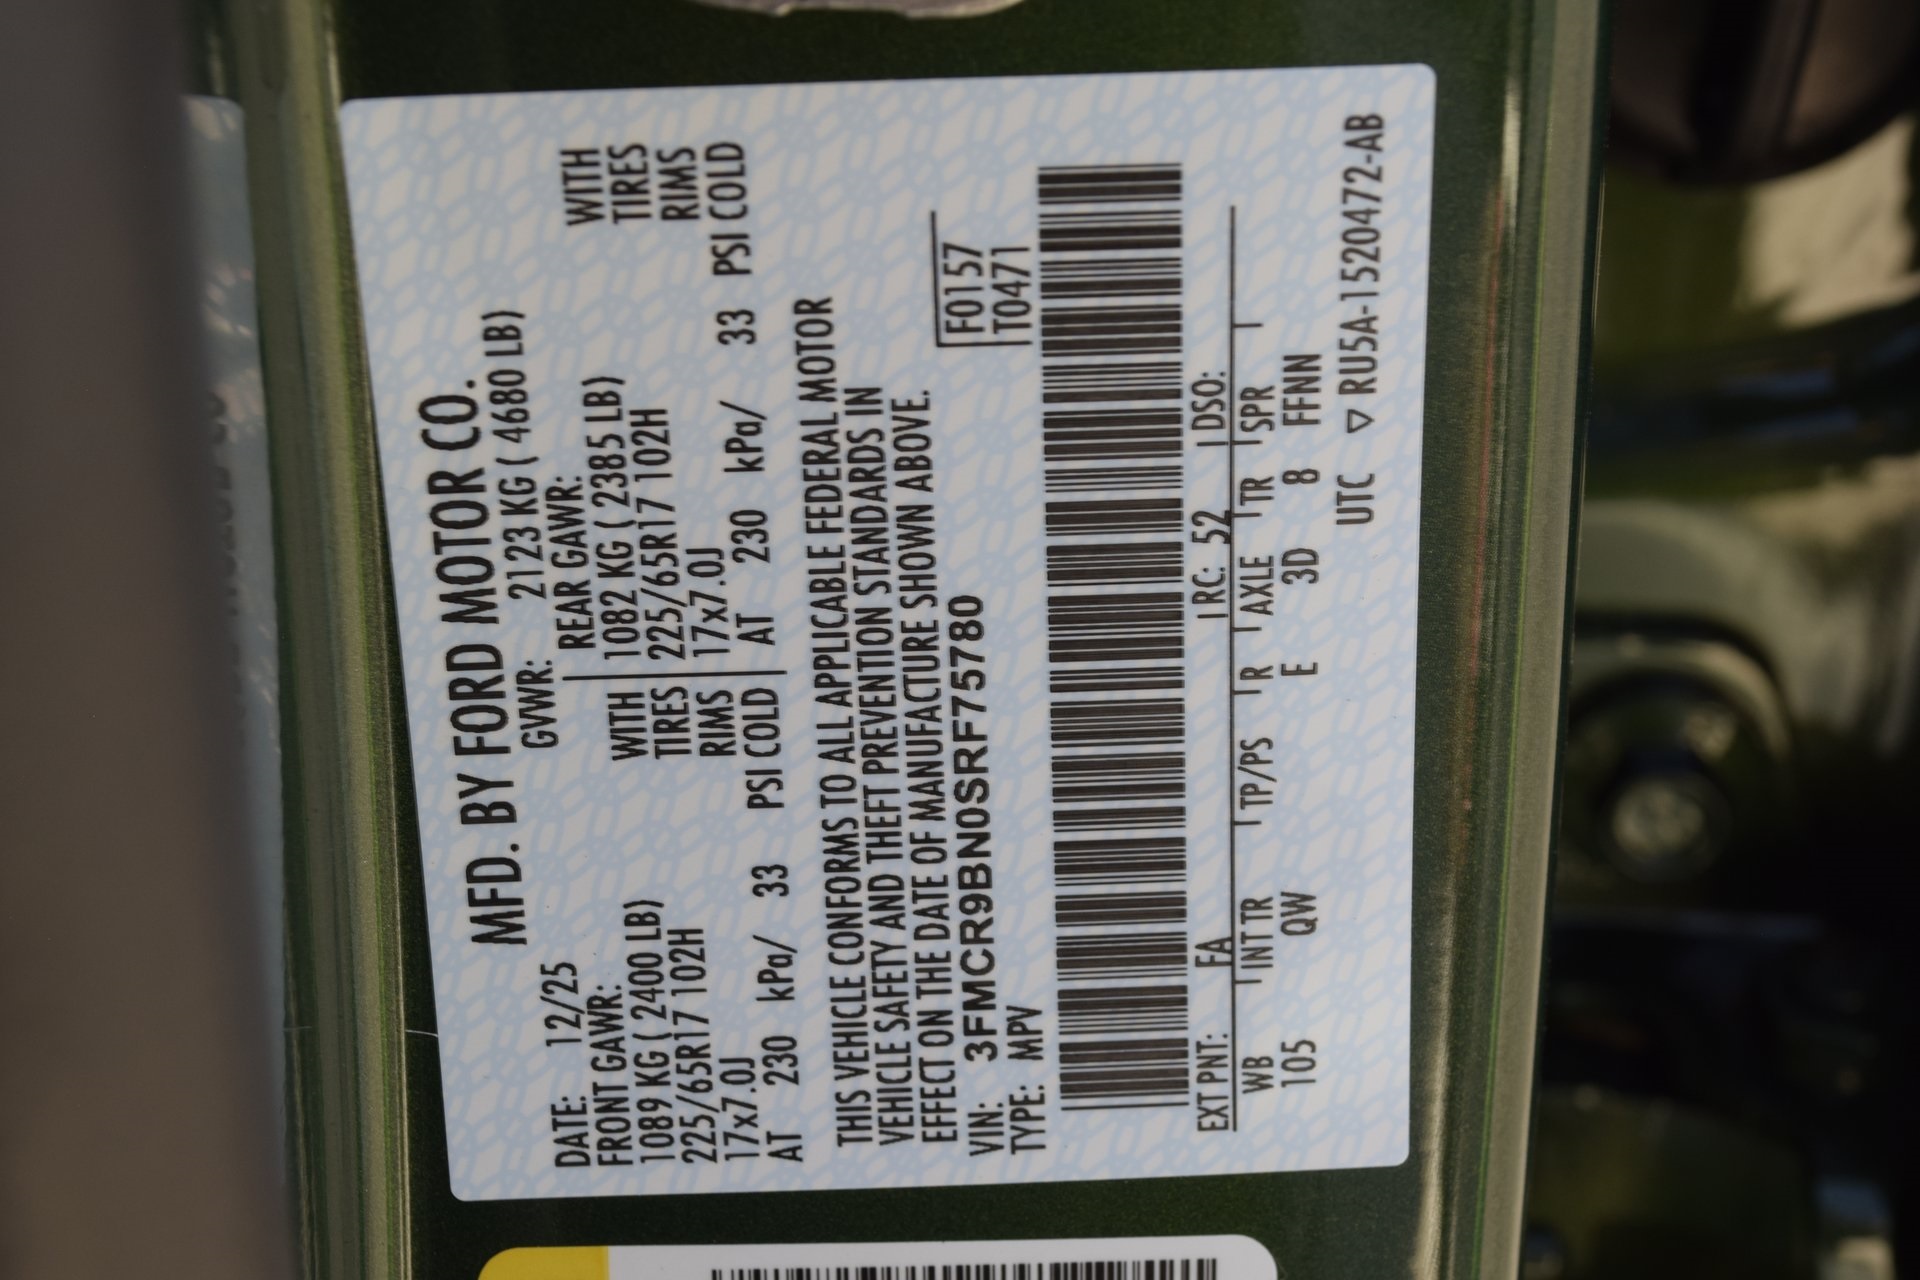 MFD. BY FORD MOTOR CO.
DATE: 12/25 GVWR: 2123 KG ( 4680 LB)
FRONT GAWR: REAR GAWR:
1089 KG ( 2400 LB) WITH 1082 KG ( 2385 LB) WITH
225/65R17 102H TIRES 225/65R17 102H TIRES
17x7.0J RIMS 17x7.0J RIMS
AT 230 kPa/ 33 PSI COLD AT 230 kPa/ 33 PSI COLD
THIS VEHICLE CONFORMS TO ALL APPLICABLE FEDERAL MOTOR
VEHICLE SAFETY AND THEFT PREVENTION STANDARDS IN
EFFECT ON THE DATE OF MANUFACTURE SHOWN ABOVE.
VIN: 3FMCR9BN0SRF75780 F0157
TYPE: MPV T0471
EXT PNT: FA RC: 52 DSO:
WB INT TR TP/PS R AXLE TR SPR
105 QW E 3D 8 FFNN
UTC ▽ RU5A-1520472-AB